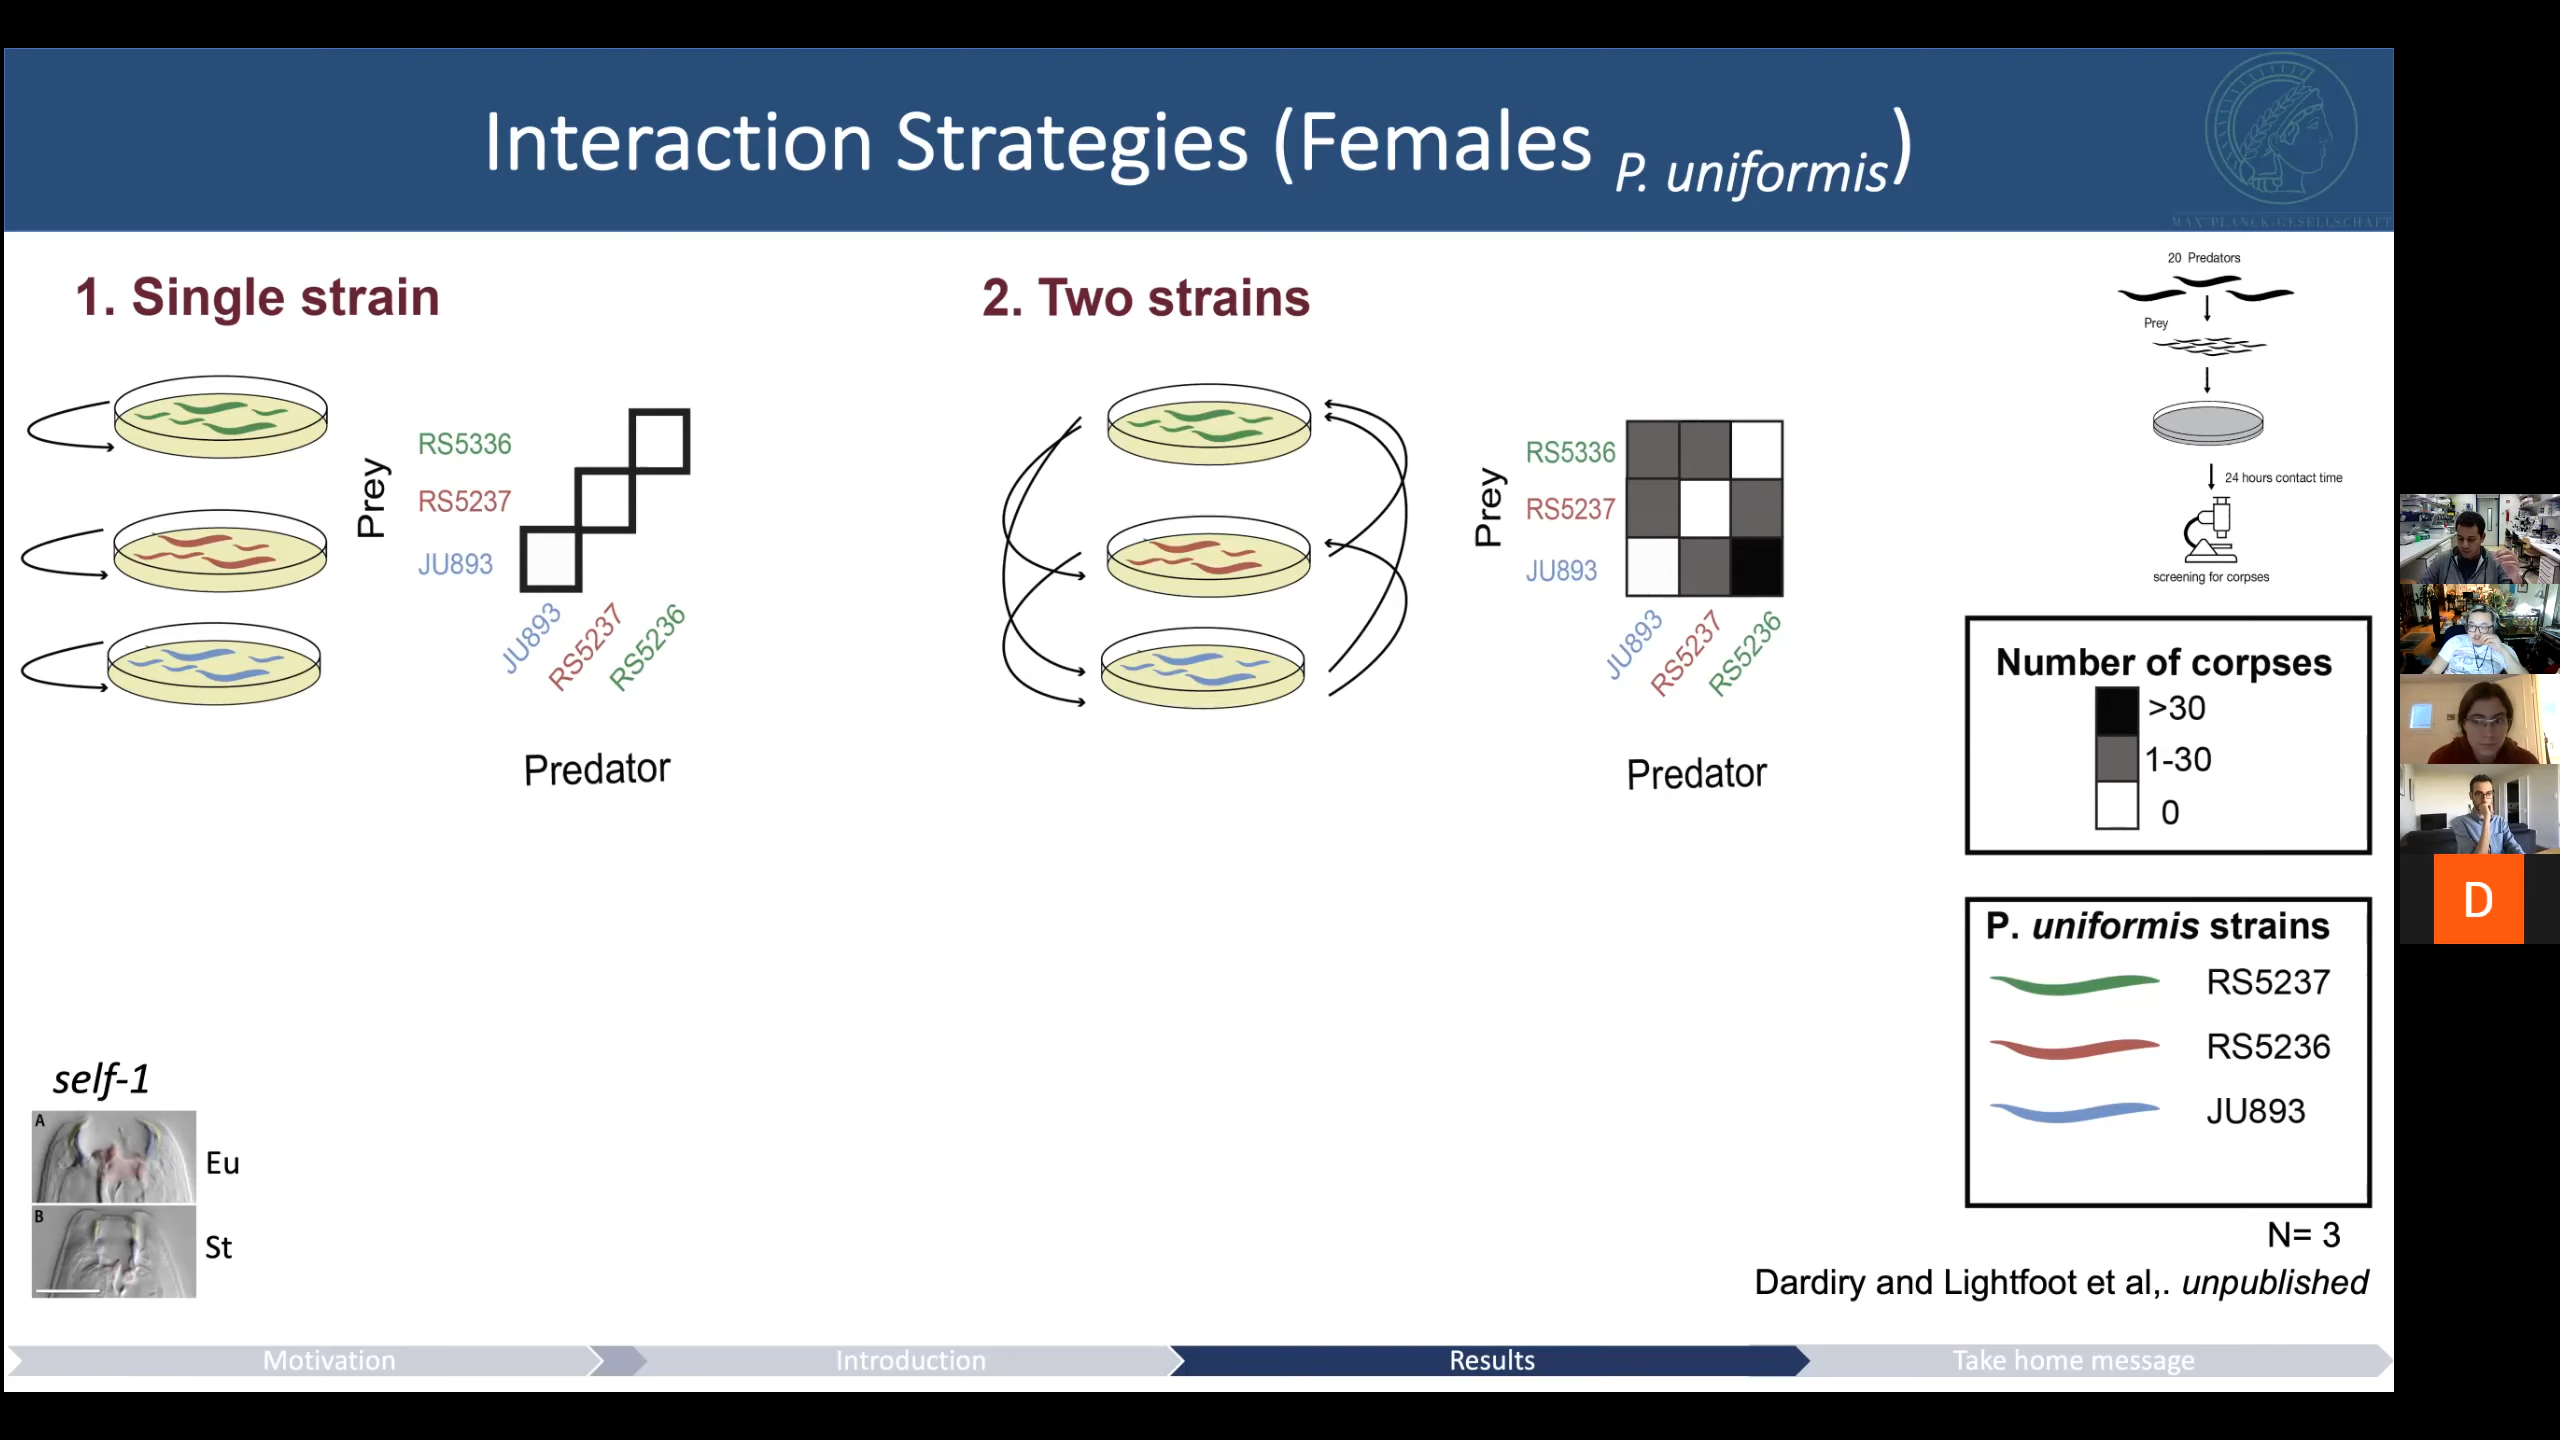 Interaction Strategies (Females P. uniformis)
MAX-PLANCK-GESELLSCHAFT
1. Single strain
Prey
RS5336
RS5237
JU893
JU893
RS5237
RS5236
Predator
2. Two strains
Prey
RS5336
RS5237
JU893
JU893
RS5237
RS5236
Predator
20 Predators
Prey
24 hours contact time
screening for corpses
Number of corpses
>30
1-30
0
P. uniformis strains
RS5237
RS5236
JU893
N= 3
Dardiry and Lightfoot et al,. unpublished
self-1
A
Eu
B
St
Motivation
Introduction
Results
Take home message
D